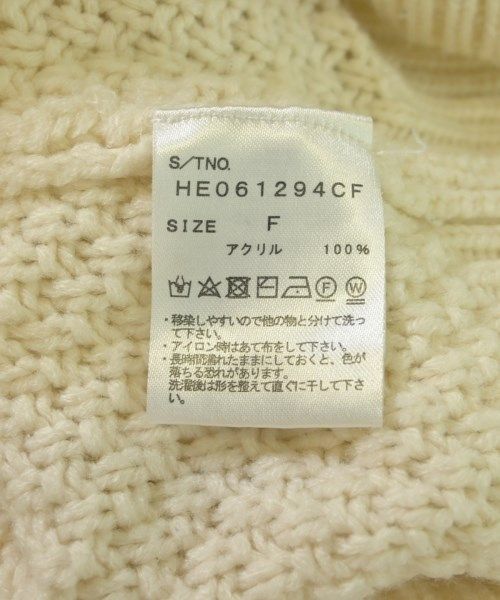 S/TNO.
HE061294CF
SIZE F
アクリル 100%
・移染しやすいので他の物と分けて洗っ
て下さい。
・アイロン時はあて布をして下さい。
・長時間濡れたままにしておくと、色が
落ちる恐れがあります。
洗濯後は形を整えて直ぐに干して下さ
い。